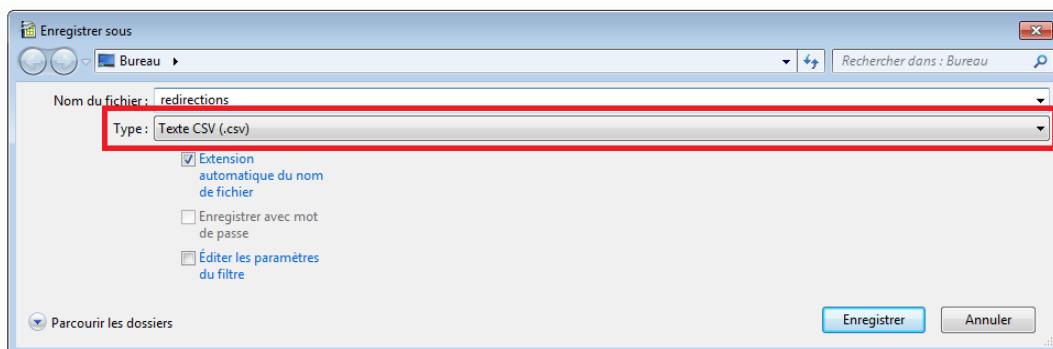 Enregistrer sous
Bureau
Rechercher dans : Bureau
Nom du fichier : redirections
Type : Texte CSV (.csv)
Extension
automatique du nom
de fichier
Enregistrer avec mot
de passe
Éditer les paramètres
du filtre
Parcourir les dossiers
Enregistrer
Annuler